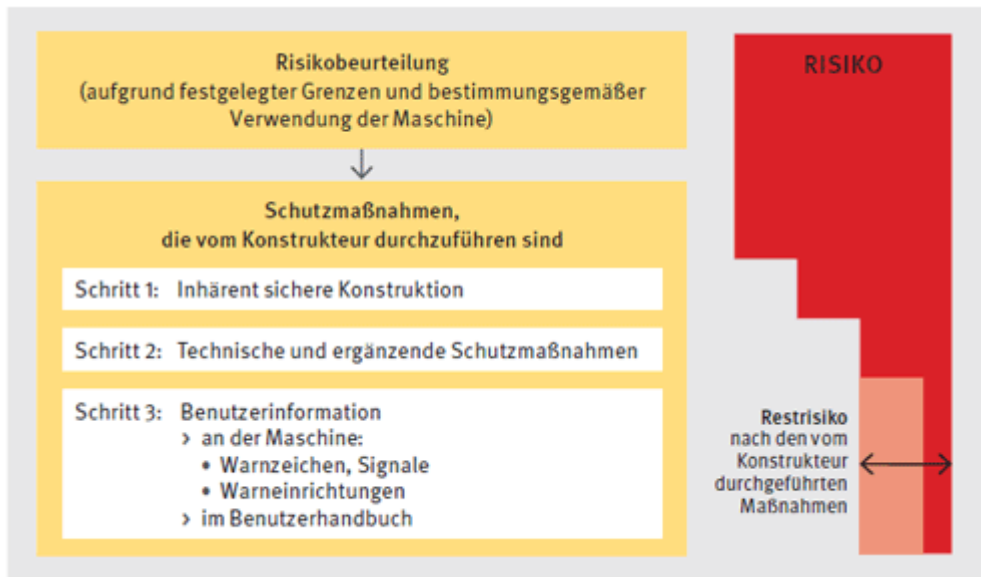 Risikobeurteilung
(aufgrund festgelegter Grenzen und bestimmungsgemäßer
Verwendung der Maschine)
Schutzmaßnahmen,
die vom Konstrukteur durchzuführen sind
Schritt 1: Inhärent sichere Konstruktion
Schritt 2: Technische und ergänzende Schutzmaßnahmen
Schritt 3: Benutzerinformation
> an der Maschine:
• Warnzeichen, Signale
• Warneinrichtungen
> im Benutzerhandbuch
RISIKO
Restrisiko
nach den vom
Konstrukteur
durchgeführten
Maßnahmen